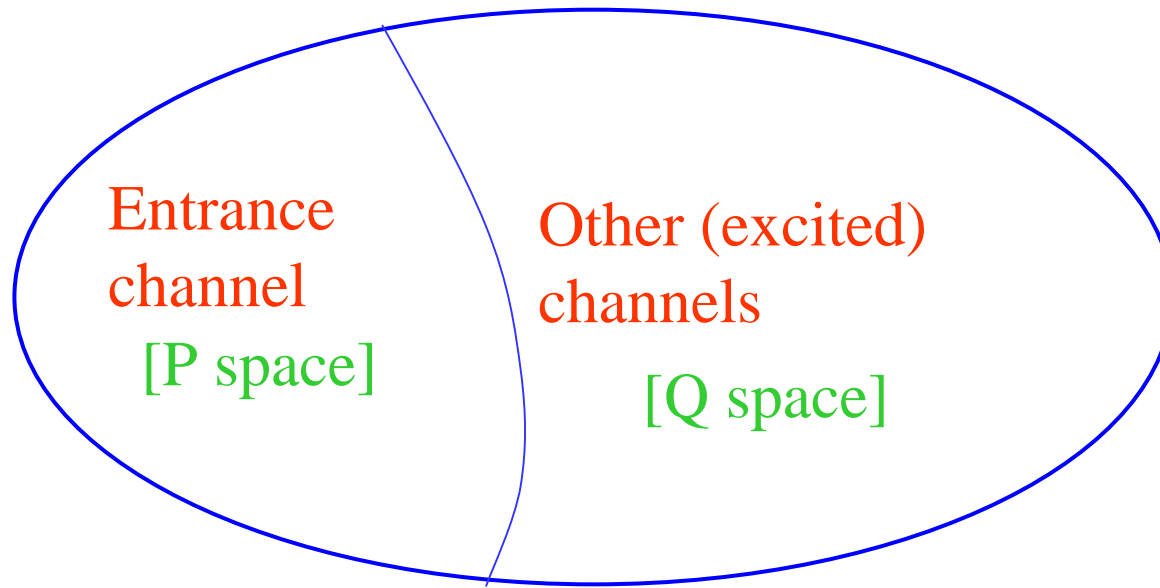 Entrance
channel
[P space]
Other (excited)
channels
[Q space]